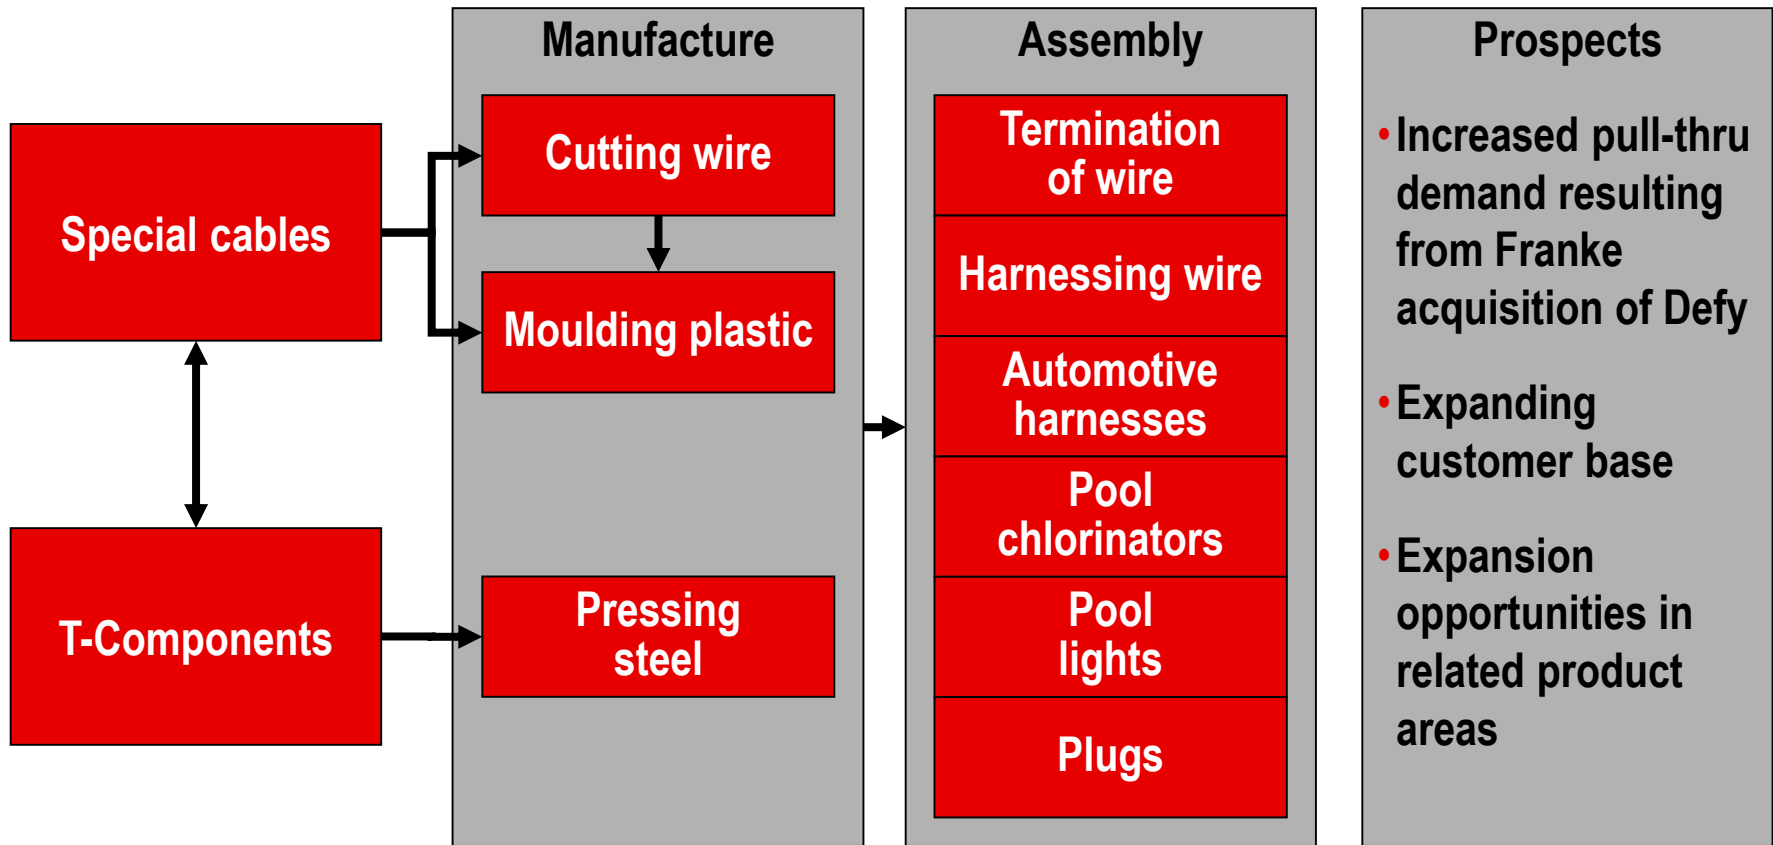 Special cables
T-Components
Manufacture
Cutting wire
Moulding plastic
Pressing
steel
Assembly
Termination
of wire
Harnessing wire
Automotive
harnesses
Pool
chlorinators
Pool
lights
Plugs
Prospects
• Increased pull-thru
demand resulting
from Franke
acquisition of Defy
• Expanding
customer base
• Expansion
opportunities in
related product
areas